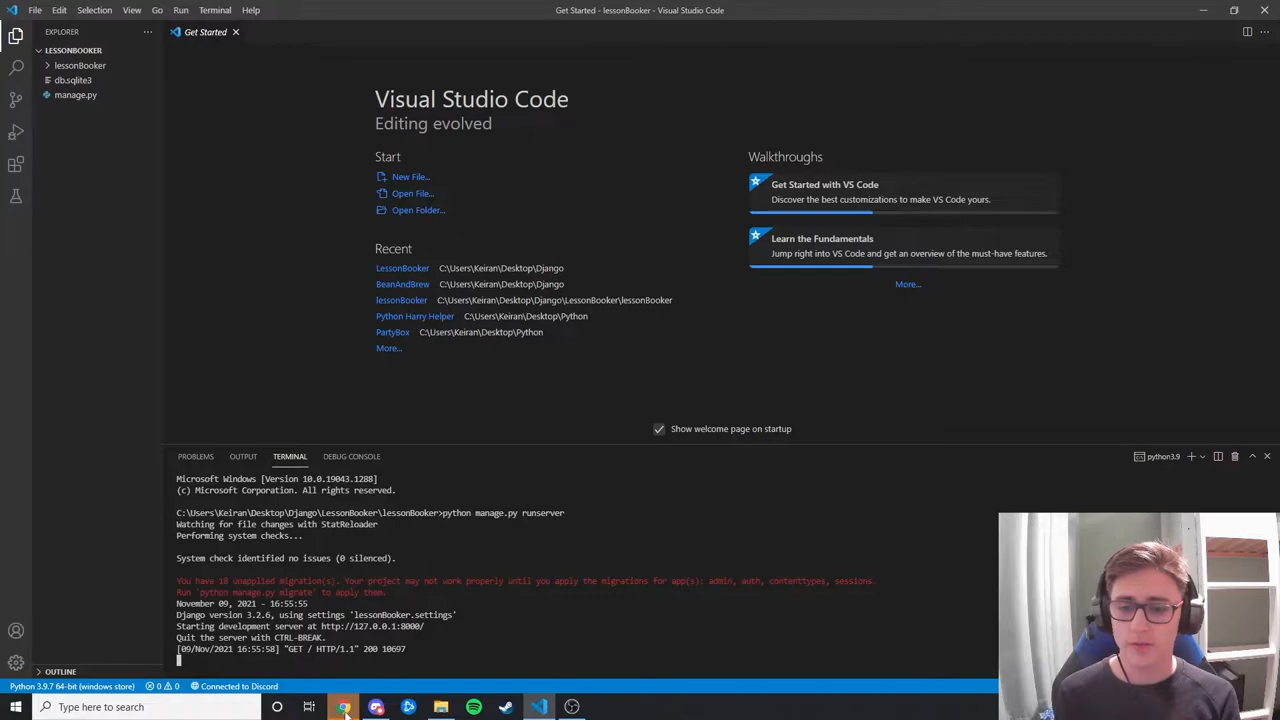 File Edit Selection View Go Run Terminal Help
Get Started - lessonBooker - Visual Studio Code
EXPLORER
LESSONBOOKER
lessonBooker
db.sqlite3
manage.py
Get Started
Visual Studio Code
Editing evolved
Start
New File...
Open File...
Open Folder...
Recent
LessonBooker C:\Users\Keiran\Desktop\Django
BeanAndBrew C:\Users\Keiran\Desktop\Django
lessonBooker C:\Users\Keiran\Desktop\Django\LessonBooker\lessonBooker
Python Harry Helper C:\Users\Keiran\Desktop\Python
PartyBox C:\Users\Keiran\Desktop\Python
More...
Walkthroughs
Get Started with VS Code
Discover the best customizations to make VS Code yours.
Learn the Fundamentals
Jump right into VS Code and get an overview of the must-have features.
More...
Show welcome page on startup
PROBLEMS OUTPUT TERMINAL DEBUG CONSOLE
python3.9
Microsoft Windows [Version 10.0.19043.1288]
(c) Microsoft Corporation. All rights reserved.
C:\Users\Keiran\Desktop\Django\LessonBooker\lessonBooker>python manage.py runserver
Watching for file changes with StatReloader
Performing system checks...
System check identified no issues (0 silenced).
You have 18 unapplied migration(s). Your project may not work properly until you apply the migrations for app(s): admin, auth, contenttypes, sessions.
Run 'python manage.py migrate' to apply them.
November 09, 2021 - 16:55:55
Django version 3.2.6, using settings 'lessonBooker.settings'
Starting development server at http://127.0.0.1:8000/
Quit the server with CTRL-BREAK.
[09/Nov/2021 16:55:58] "GET / HTTP/1.1" 200 10697
OUTLINE
Python 3.9.7 64-bit (windows store) 0 0 Connected to Discord
Type here to search